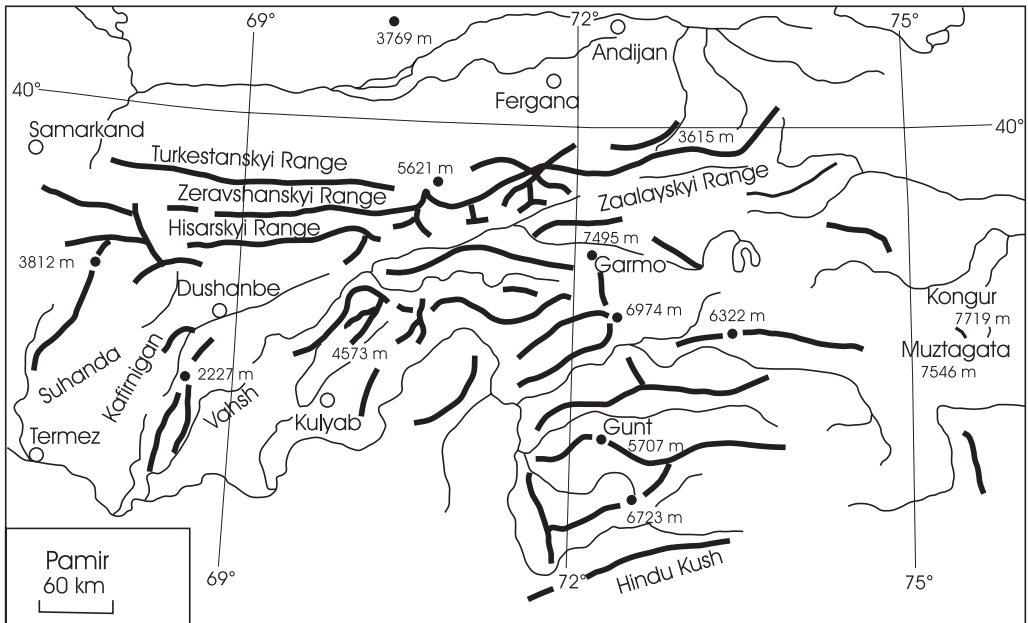 69°
72°
75°
3769 m
Andijan
40°
Fergana
40°
Samarkand
3615 m
Turkestanskyi Range
5621 m
Zeravshanskyi Range
Zaalayskyi Range
Hisarskyi Range
7495 m
3812 m
Garmo
Dushanbe
Kongur
6974 m
6322 m
7719 m
Muztagata
4573 m
7546 m
Suhanda
Kafirnigan
2227 m
Vahsh
Kulyab
Termez
Gunt
5707 m
6723 m
Pamir
60 km
69°
72°
Hindu Kush
75°